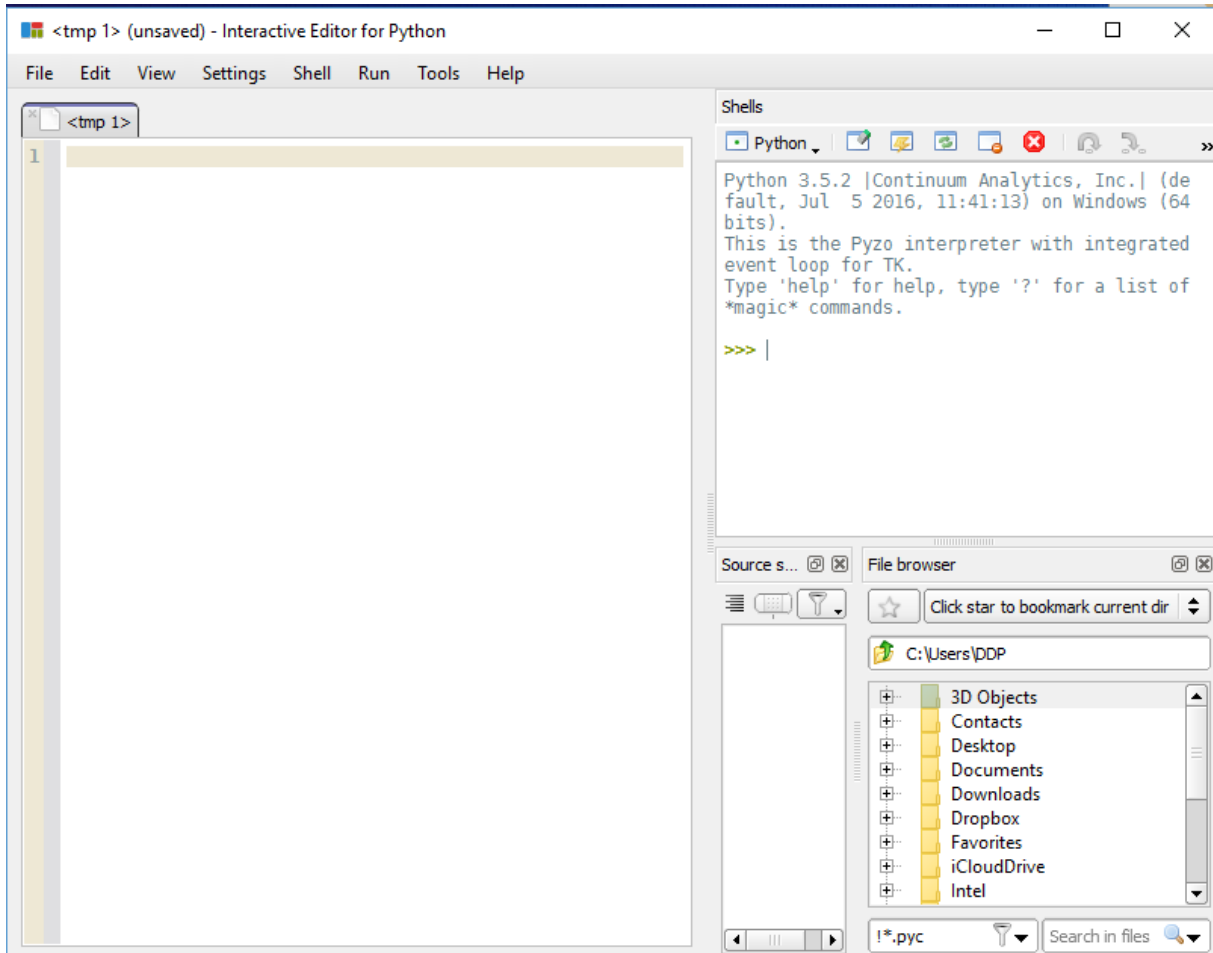 <tmp 1> (unsaved) - Interactive Editor for Python
File Edit View Settings Shell Run Tools Help
<tmp 1>
1
Shells
Python
»
Python 3.5.2 |Continuum Analytics, Inc.| (de
fault, Jul  5 2016, 11:41:13) on Windows (64
bits).
This is the Pyzo interpreter with integrated
event loop for TK.
Type 'help' for help, type '?' for a list of
*magic* commands.
>>>
Source s...
File browser
Click star to bookmark current dir
C:\Users\DDP
3D Objects
Contacts
Desktop
Documents
Downloads
Dropbox
Favorites
iCloudDrive
Intel
!*.pyc
Search in files